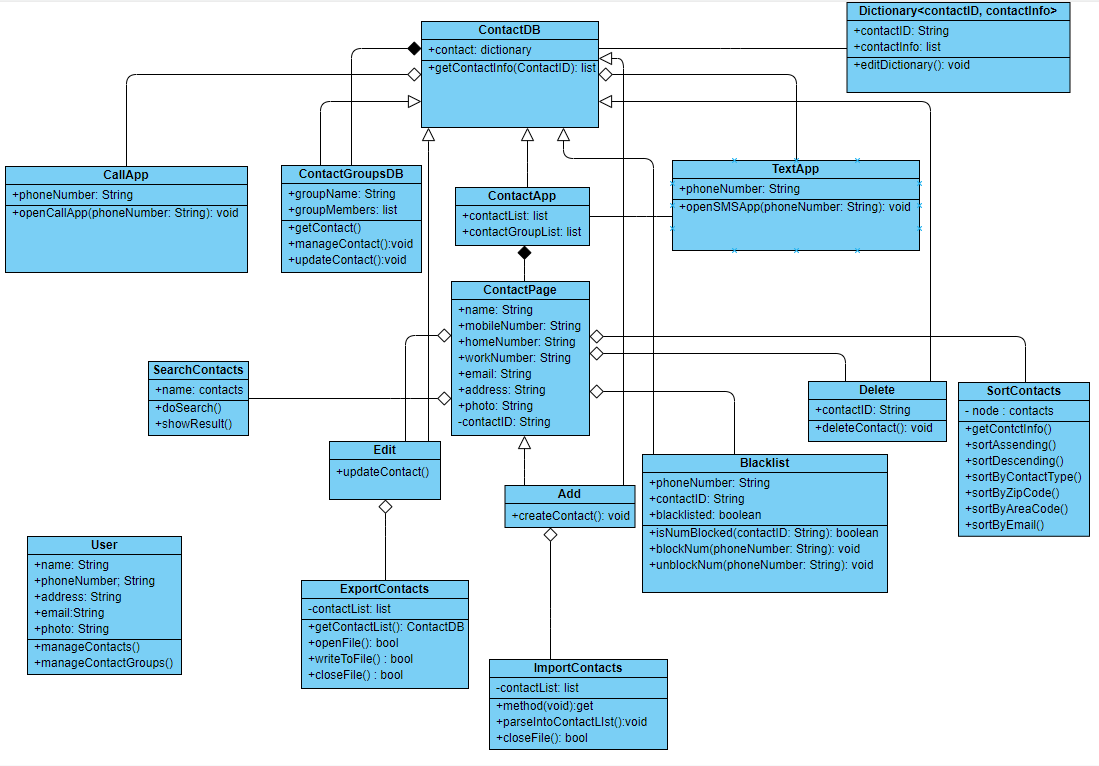 ContactDB
+contact: dictionary
+getContactInfo(ContactID): list
Dictionary<contactID, contactInfo>
+contactID: String
+contactInfo: list
+editDictionary(): void
CallApp
+phoneNumber: String
+openCallApp(phoneNumber: String): void
ContactGroupsDB
+groupName: String
+groupMembers: list
+getContact()
+manageContact():void
+updateContact():void
ContactApp
+contactList: list
+contactGroupList: list
TextApp
+phoneNumber: String
+openSMSApp(phoneNumber: String): void
ContactPage
+name: String
+mobileNumber: String
+homeNumber: String
+workNumber: String
+email: String
+address: String
+photo: String
-contactID: String
SearchContacts
+name: contacts
+doSearch()
+showResult()
Delete
+contactID: String
+deleteContact(): void
SortContacts
- node : contacts
+getContctInfo()
+sortAssending()
+sortDescending()
+sortByContactType()
+sortByZipCode()
+sortByAreaCode()
+sortByEmail()
Edit
+updateContact()
Blacklist
+phoneNumber: String
+contactID: String
+blacklisted: boolean
+isNumBlocked(contactID: String): boolean
+blockNum(phoneNumber: String): void
+unblockNum(phoneNumber: String): void
Add
+createContact(): void
User
+name: String
+phoneNumber; String
+address: String
+email:String
+photo: String
+manageContacts()
+manageContactGroups()
ExportContacts
-contactList: list
+getContactList(): ContactDB
+openFile(): bool
+writeToFile() : bool
+closeFile() : bool
ImportContacts
-contactList: list
+method(void):get
+parseIntoContactLIst():void
+closeFile(): bool